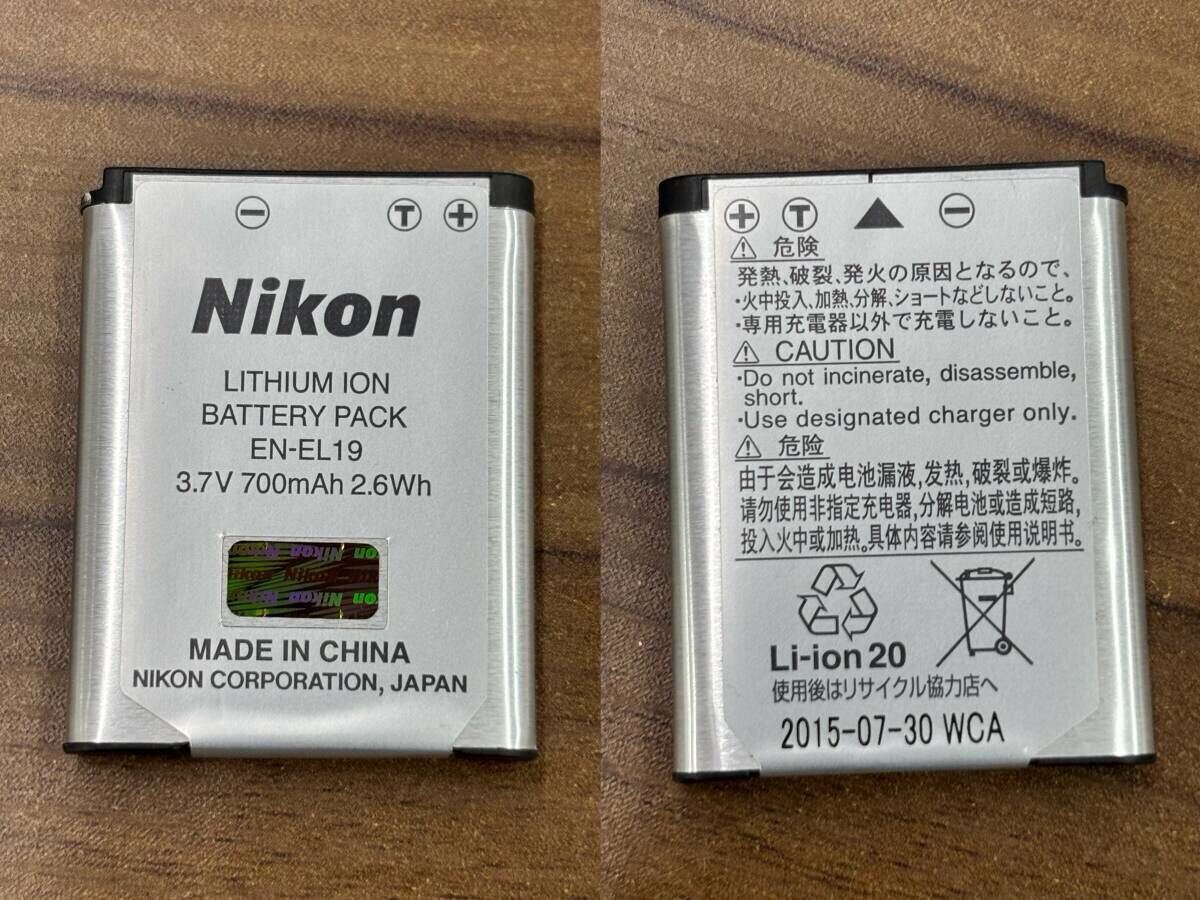 ⊖ Ⓣ ⊕
Nikon
LITHIUM ION
BATTERY PACK
EN-EL19
3.7V 700mAh 2.6Wh
Nikon Nikon
Nikon Nikon
Nikon Nikon
MADE IN CHINA
NIKON CORPORATION, JAPAN
⊕ Ⓣ ▲ ⊖
⚠ 危険
発熱、破裂、発火の原因となるので、
・火中投入、加熱、分解、ショートなどしないこと。
・専用充電器以外で充電しないこと。
⚠ CAUTION
・Do not incinerate, disassemble,
short.
・Use designated charger only.
⚠ 危险
由于会造成电池漏液,发热,破裂或爆炸。
请勿使用非指定充电器,分解电池或造成短路,
投入火中或加热。具体内容请参阅使用说明书。
Li-ion 20
使用後はリサイクル協力店へ
2015-07-30 WCA